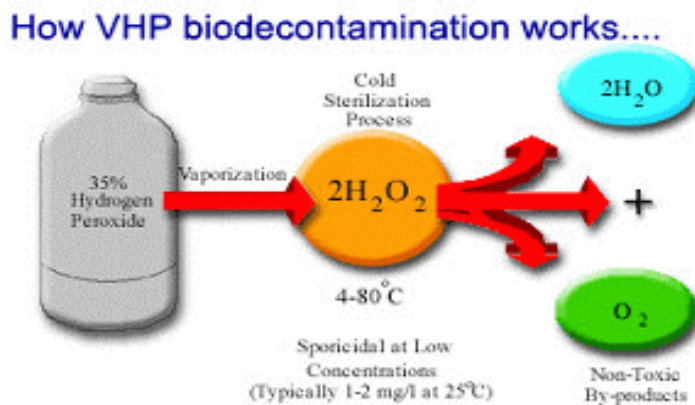 How VHP biodecontamination works....
35%
Hydrogen
Peroxide
Vaporization
Cold
Sterilization
Process
2H₂O₂
4-80°C
Sporicidal at Low
Concentrations
(Typically 1-2 mg/l at 25°C)
2H₂O
+
O₂
Non-Toxic
By-products